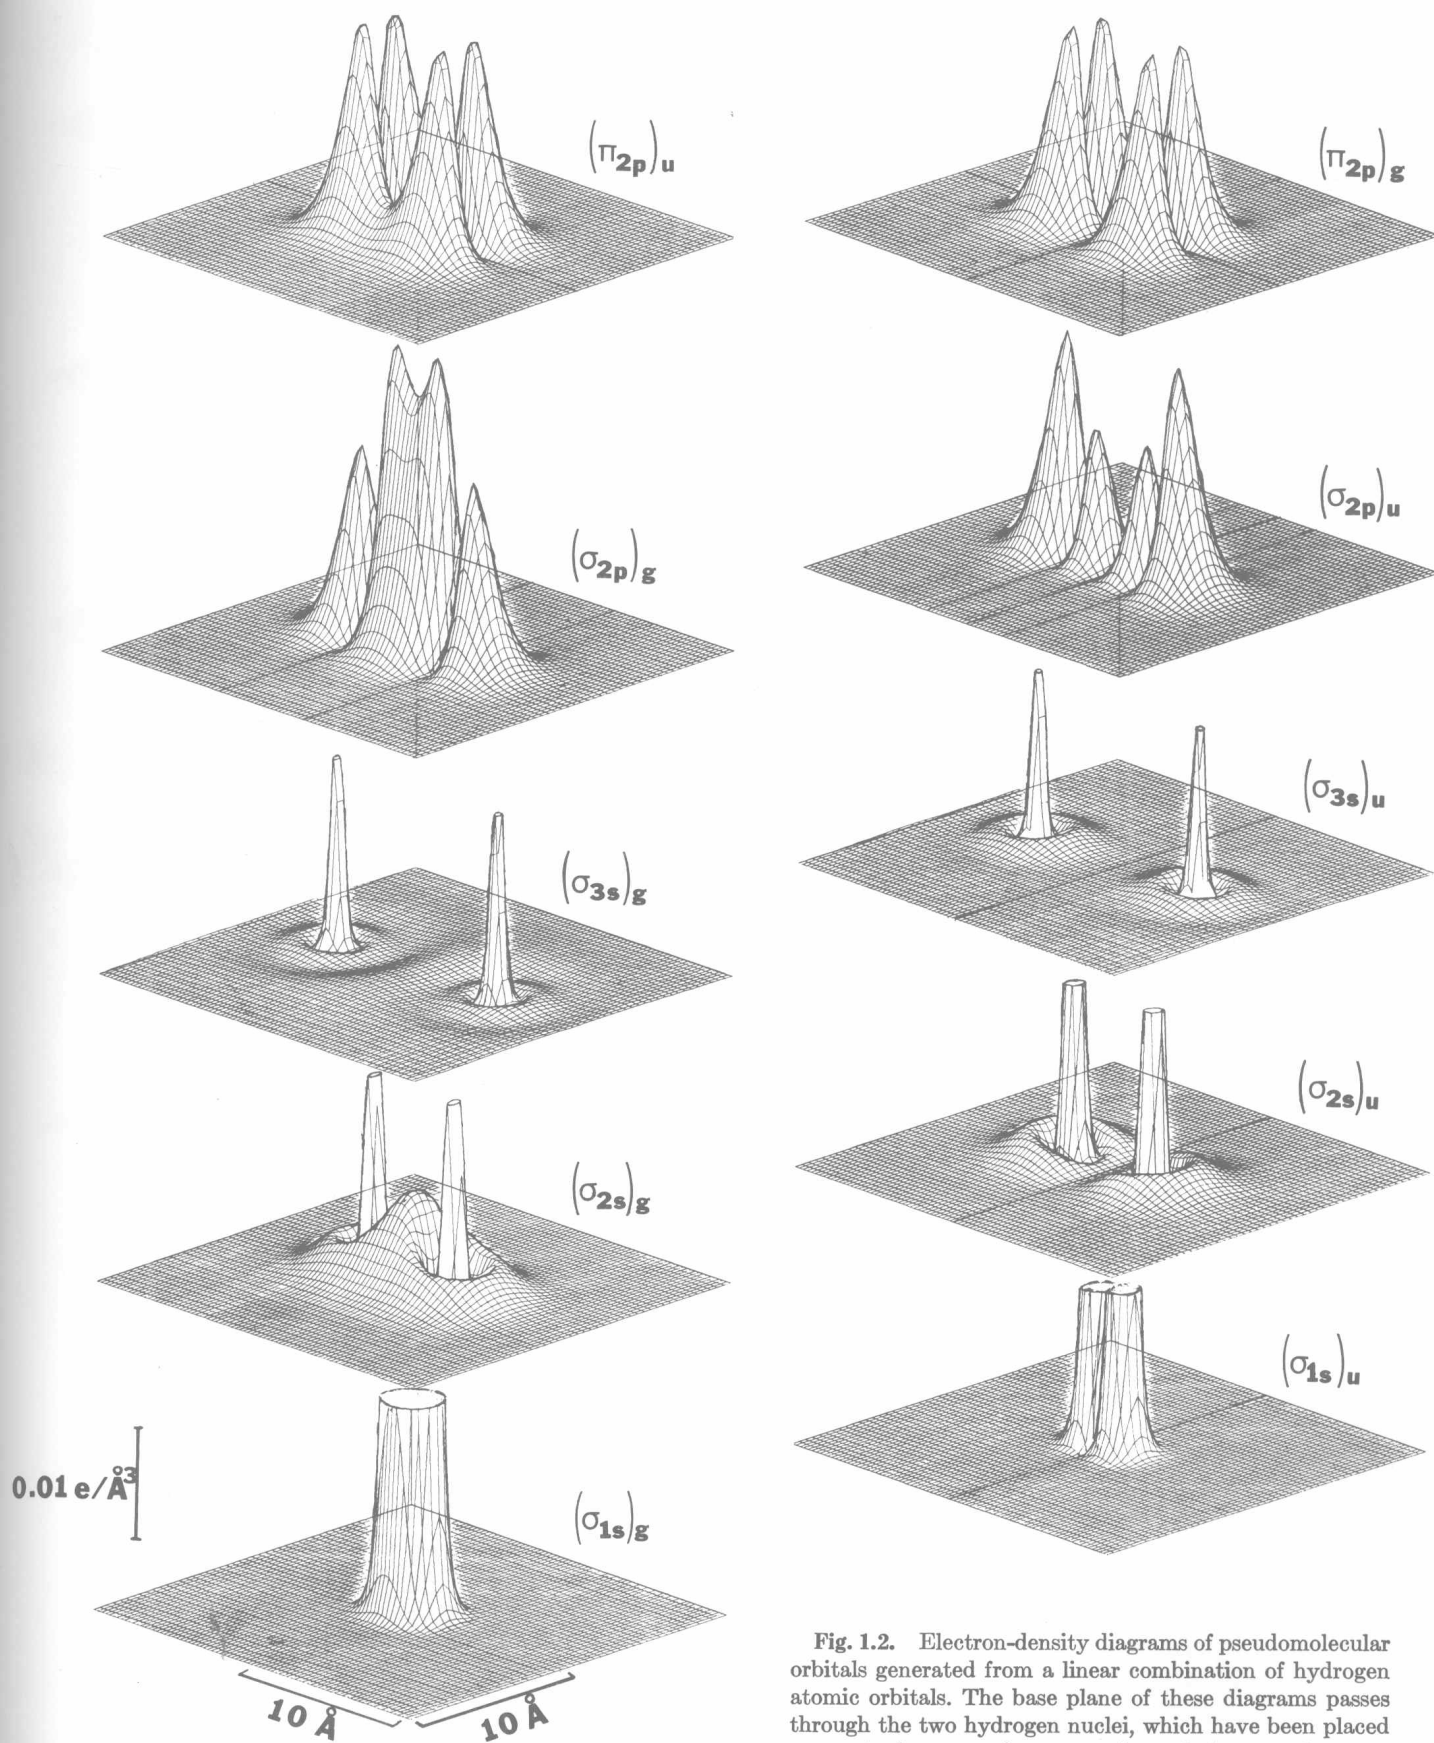 (π2p)u
(π2p)g
(σ2p)g
(σ2p)u
(σ3s)g
(σ3s)u
(σ2s)g
(σ2s)u
(σ1s)u
0.01 e/Å3
(σ1s)g
10 Å
10 Å
Fig. 1.2. Electron-density diagrams of pseudomolecular
orbitals generated from a linear combination of hydrogen
atomic orbitals. The base plane of these diagrams passes
through the two hydrogen nuclei, which have been placed